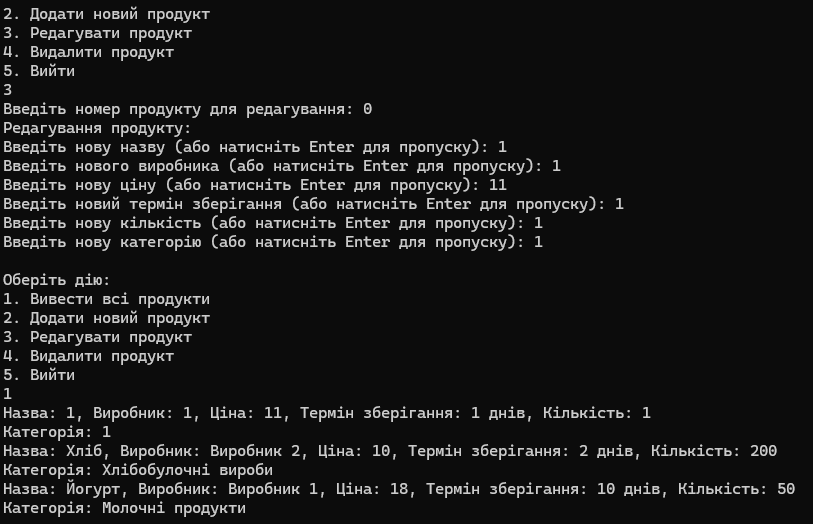 2. Додати новий продукт
3. Редагувати продукт
4. Видалити продукт
5. Вийти
3
Введіть номер продукту для редагування: 0
Редагування продукту:
Введіть нову назву (або натисніть Enter для пропуску): 1
Введіть нового виробника (або натисніть Enter для пропуску): 1
Введіть нову ціну (або натисніть Enter для пропуску): 11
Введіть новий термін зберігання (або натисніть Enter для пропуску): 1
Введіть нову кількість (або натисніть Enter для пропуску): 1
Введіть нову категорію (або натисніть Enter для пропуску): 1
Оберіть дію:
1. Вивести всі продукти
2. Додати новий продукт
3. Редагувати продукт
4. Видалити продукт
5. Вийти
1
Назва: 1, Виробник: 1, Ціна: 11, Термін зберігання: 1 днів, Кількість: 1
Категорія: 1
Назва: Хліб, Виробник: Виробник 2, Ціна: 10, Термін зберігання: 2 днів, Кількість: 200
Категорія: Хлібобулочні вироби
Назва: Йогурт, Виробник: Виробник 1, Ціна: 18, Термін зберігання: 10 днів, Кількість: 50
Категорія: Молочні продукти